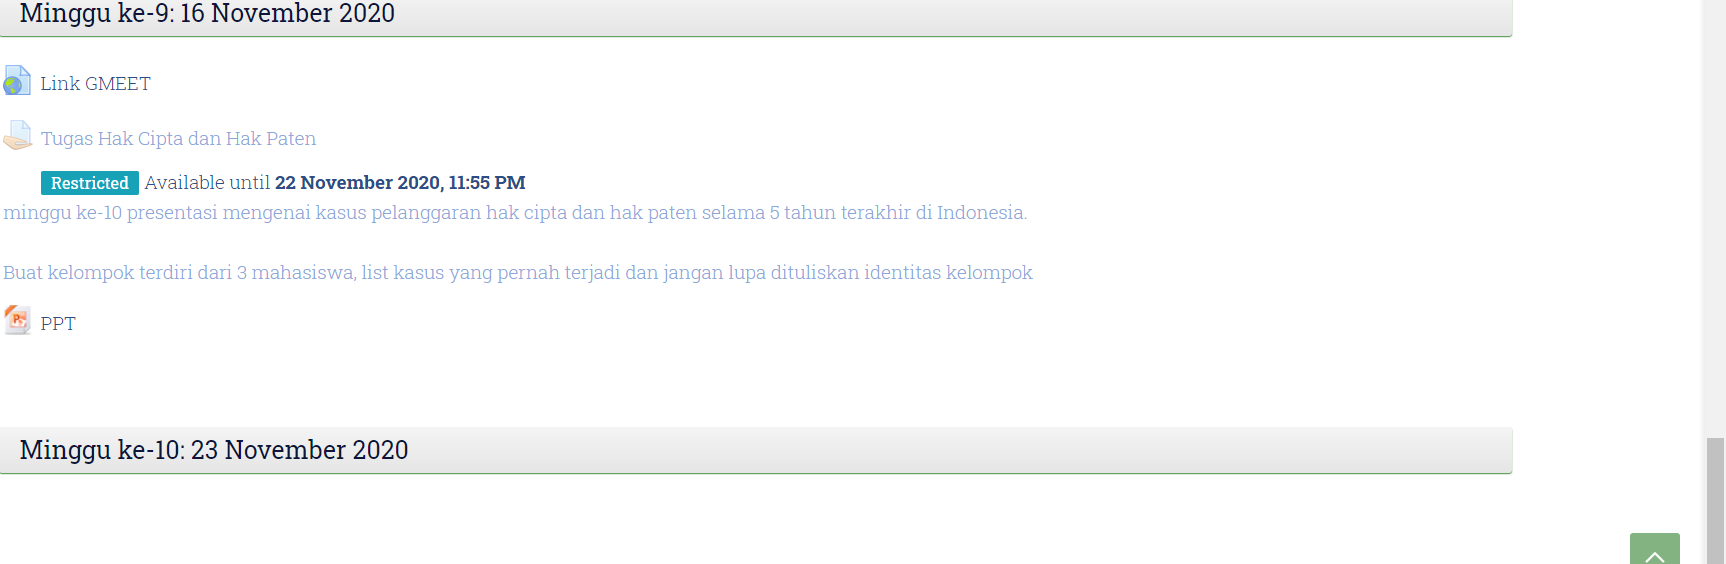 Minggu ke-9: 16 November 2020
Link GMEET
Tugas Hak Cipta dan Hak Paten
Restricted Available until 22 November 2020, 11:55 PM
minggu ke-10 presentasi mengenai kasus pelanggaran hak cipta dan hak paten selama 5 tahun terakhir di Indonesia.
Buat kelompok terdiri dari 3 mahasiswa, list kasus yang pernah terjadi dan jangan lupa dituliskan identitas kelompok
PPT
Minggu ke-10: 23 November 2020